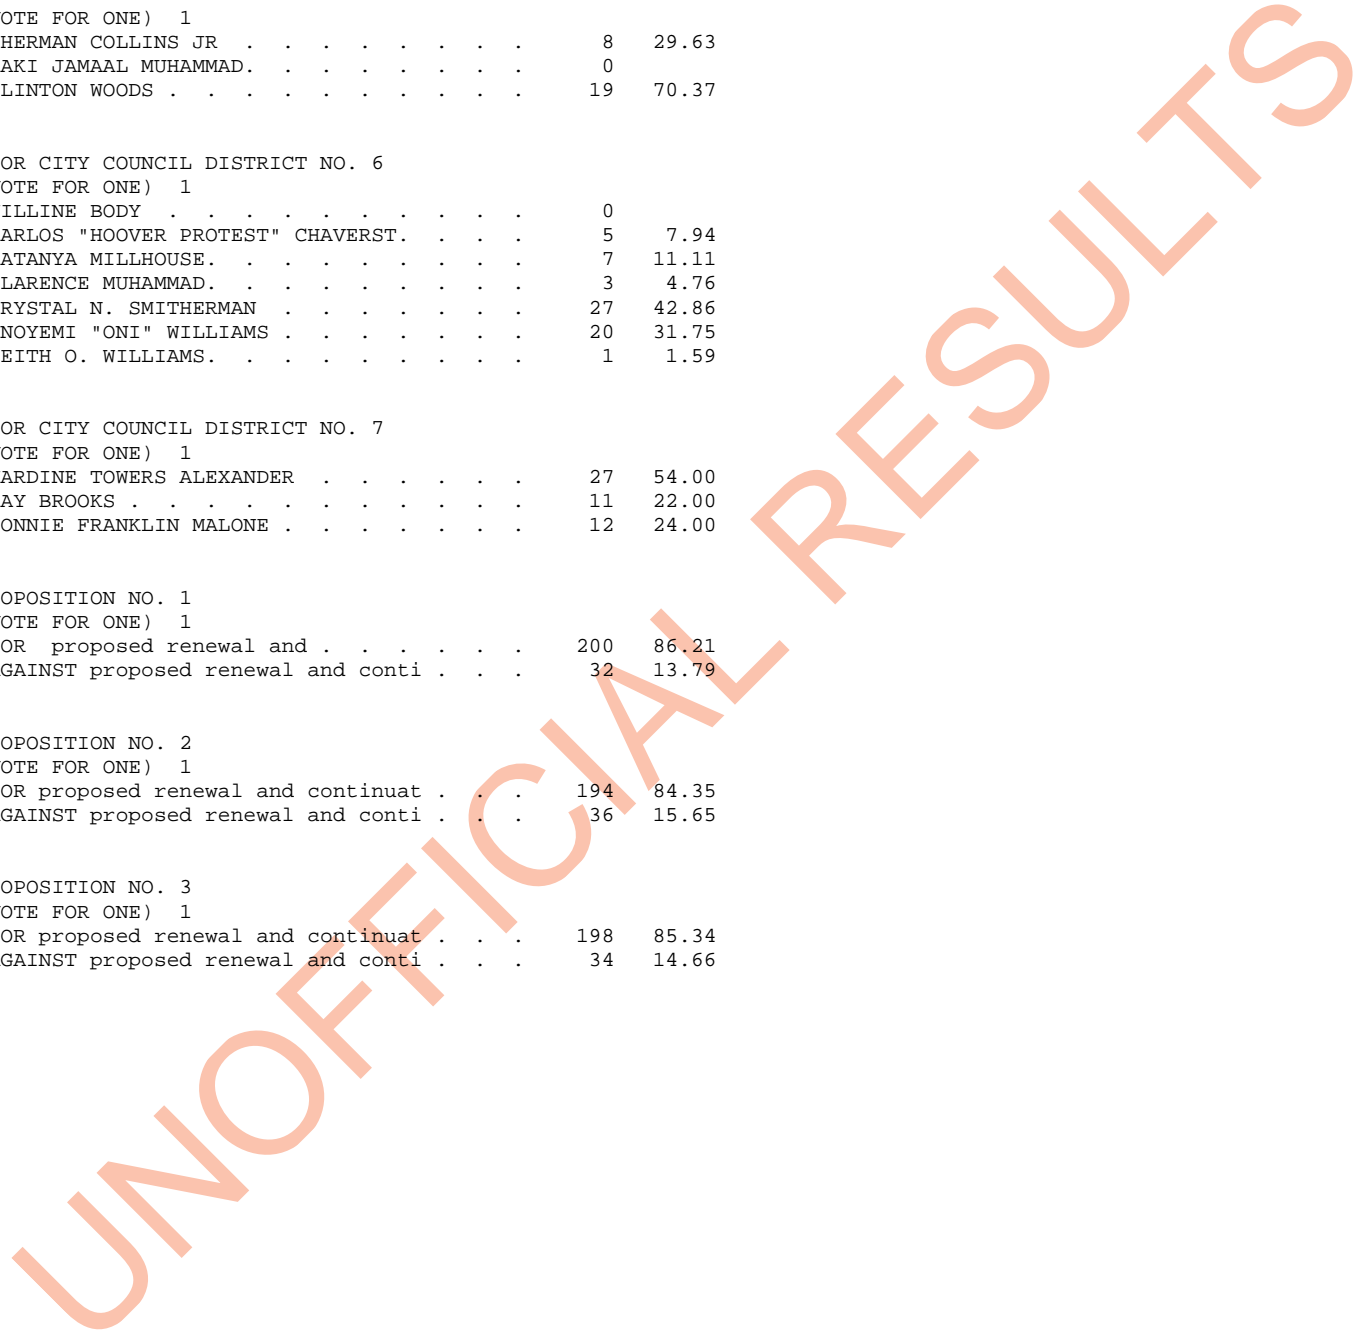 OTE FOR ONE) 1
HERMAN COLLINS JR . . . . . . . . 8 29.63
AKI JAMAAL MUHAMMAD. . . . . . . . 0
LINTON WOODS . . . . . . . . . . 19 70.37
OR CITY COUNCIL DISTRICT NO. 6
OTE FOR ONE) 1
ILLINE BODY . . . . . . . . . . 0
ARLOS "HOOVER PROTEST" CHAVERST. . . . 5 7.94
ATANYA MILLHOUSE. . . . . . . . . 7 11.11
LARENCE MUHAMMAD. . . . . . . . . 3 4.76
RYSTAL N. SMITHERMAN . . . . . . . 27 42.86
NOYEMI "ONI" WILLIAMS . . . . . . . 20 31.75
EITH O. WILLIAMS. . . . . . . . . 1 1.59
OR CITY COUNCIL DISTRICT NO. 7
OTE FOR ONE) 1
ARDINE TOWERS ALEXANDER . . . . . . 27 54.00
AY BROOKS . . . . . . . . . . . 11 22.00
ONNIE FRANKLIN MALONE . . . . . . . 12 24.00
OPOSITION NO. 1
OTE FOR ONE) 1
OR proposed renewal and . . . . . . 200 86.21
GAINST proposed renewal and conti . . . 32 13.79
OPOSITION NO. 2
OTE FOR ONE) 1
OR proposed renewal and continuat . . . 194 84.35
GAINST proposed renewal and conti . . . 36 15.65
OPOSITION NO. 3
OTE FOR ONE) 1
OR proposed renewal and continuat . . . 198 85.34
GAINST proposed renewal and conti . . . 34 14.66
UNOFFICIAL RESULTS